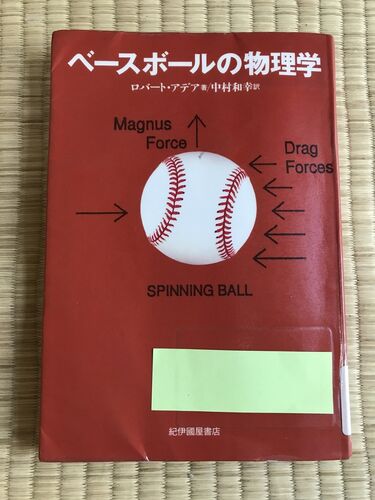 ベースボールの物理学
ロバート・アデア著/中村和幸訳
Magnus
Force
Drag
Forces
SPINNING BALL
紀伊國屋書店